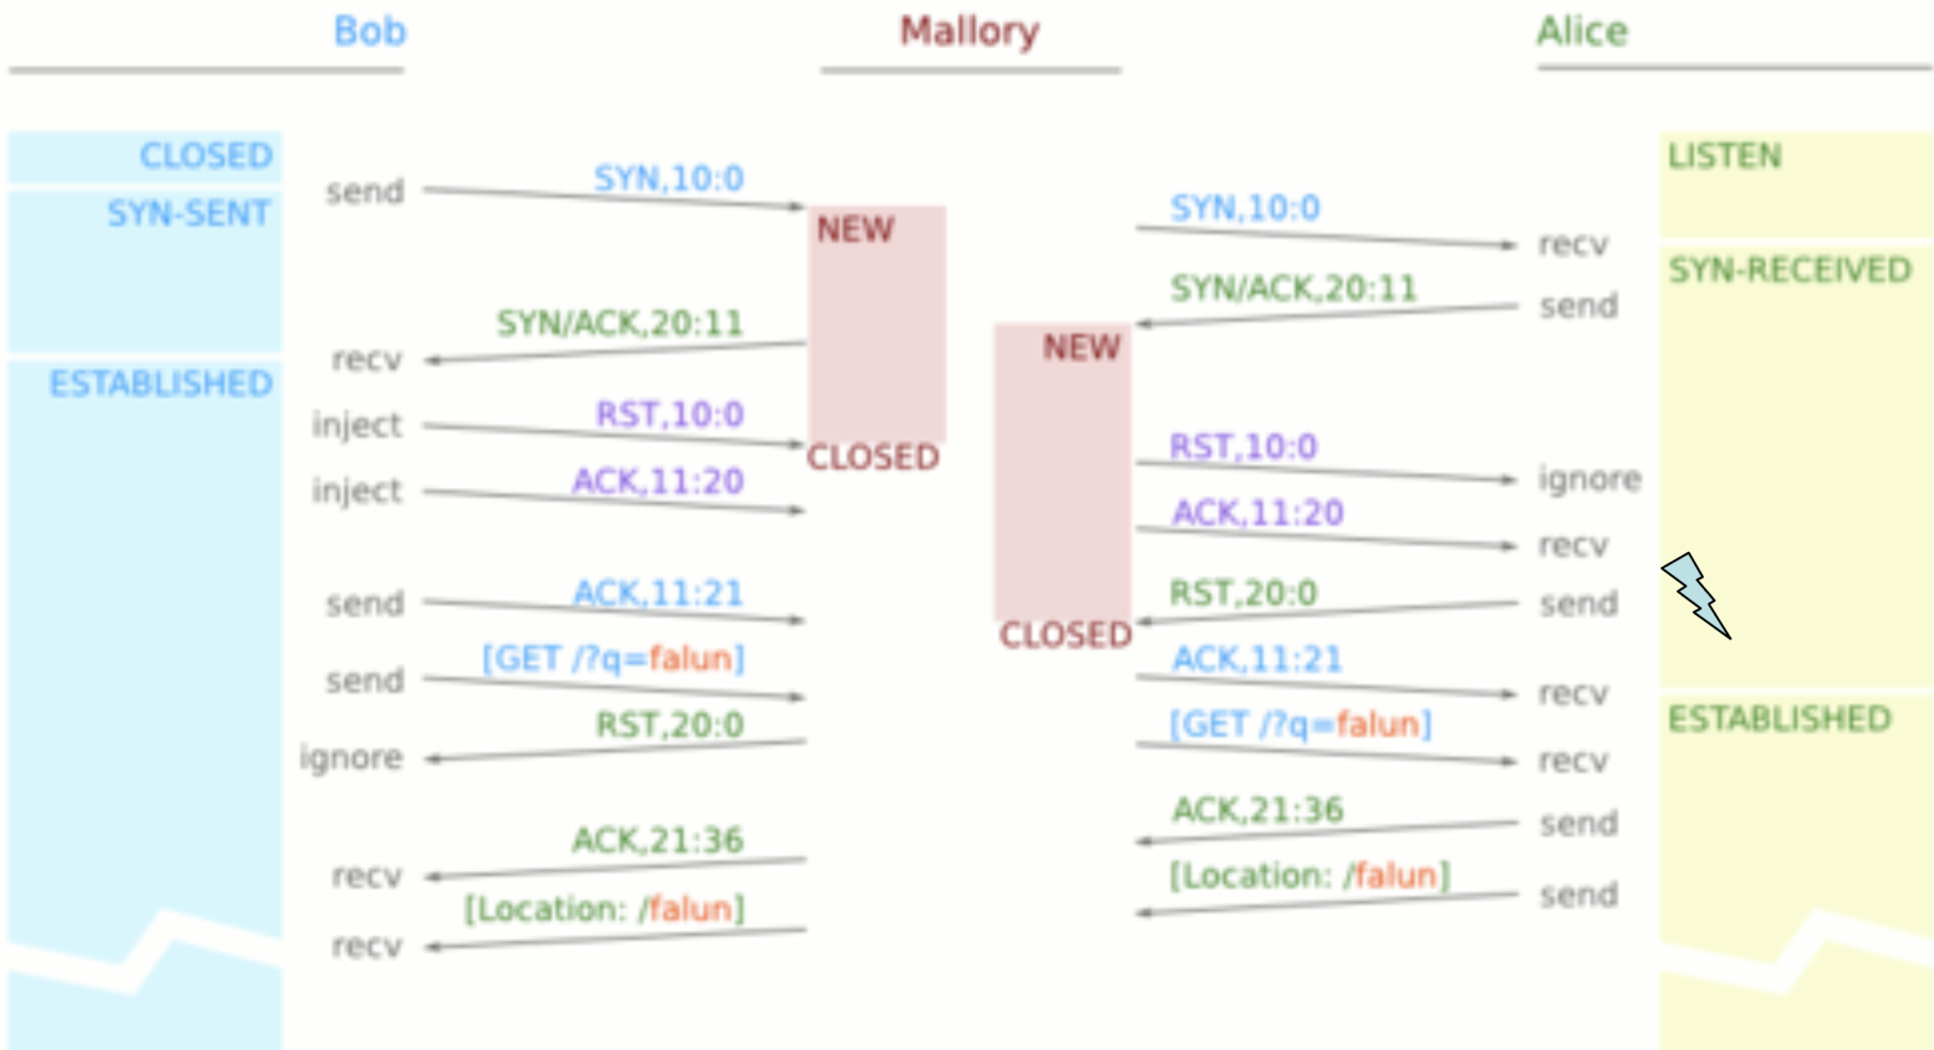 Bob Mallory Alice
CLOSED LISTEN
send SYN,10:0
SYN-SENT NEW SYN,10:0 recv
SYN/ACK,20:11 send SYN-RECEIVED
SYN/ACK,20:11
recv NEW
ESTABLISHED
inject RST,10:0
CLOSED RST,10:0 ignore
inject ACK,11:20
ACK,11:20 recv
send ACK,11:21 RST,20:0 send
CLOSED
send [GET /?q=falun] ACK,11:21 recv
RST,20:0 [GET /?q=falun] ESTABLISHED
ignore recv
ACK,21:36 send
recv ACK,21:36
[Location: /falun] send
[Location: /falun]
recv